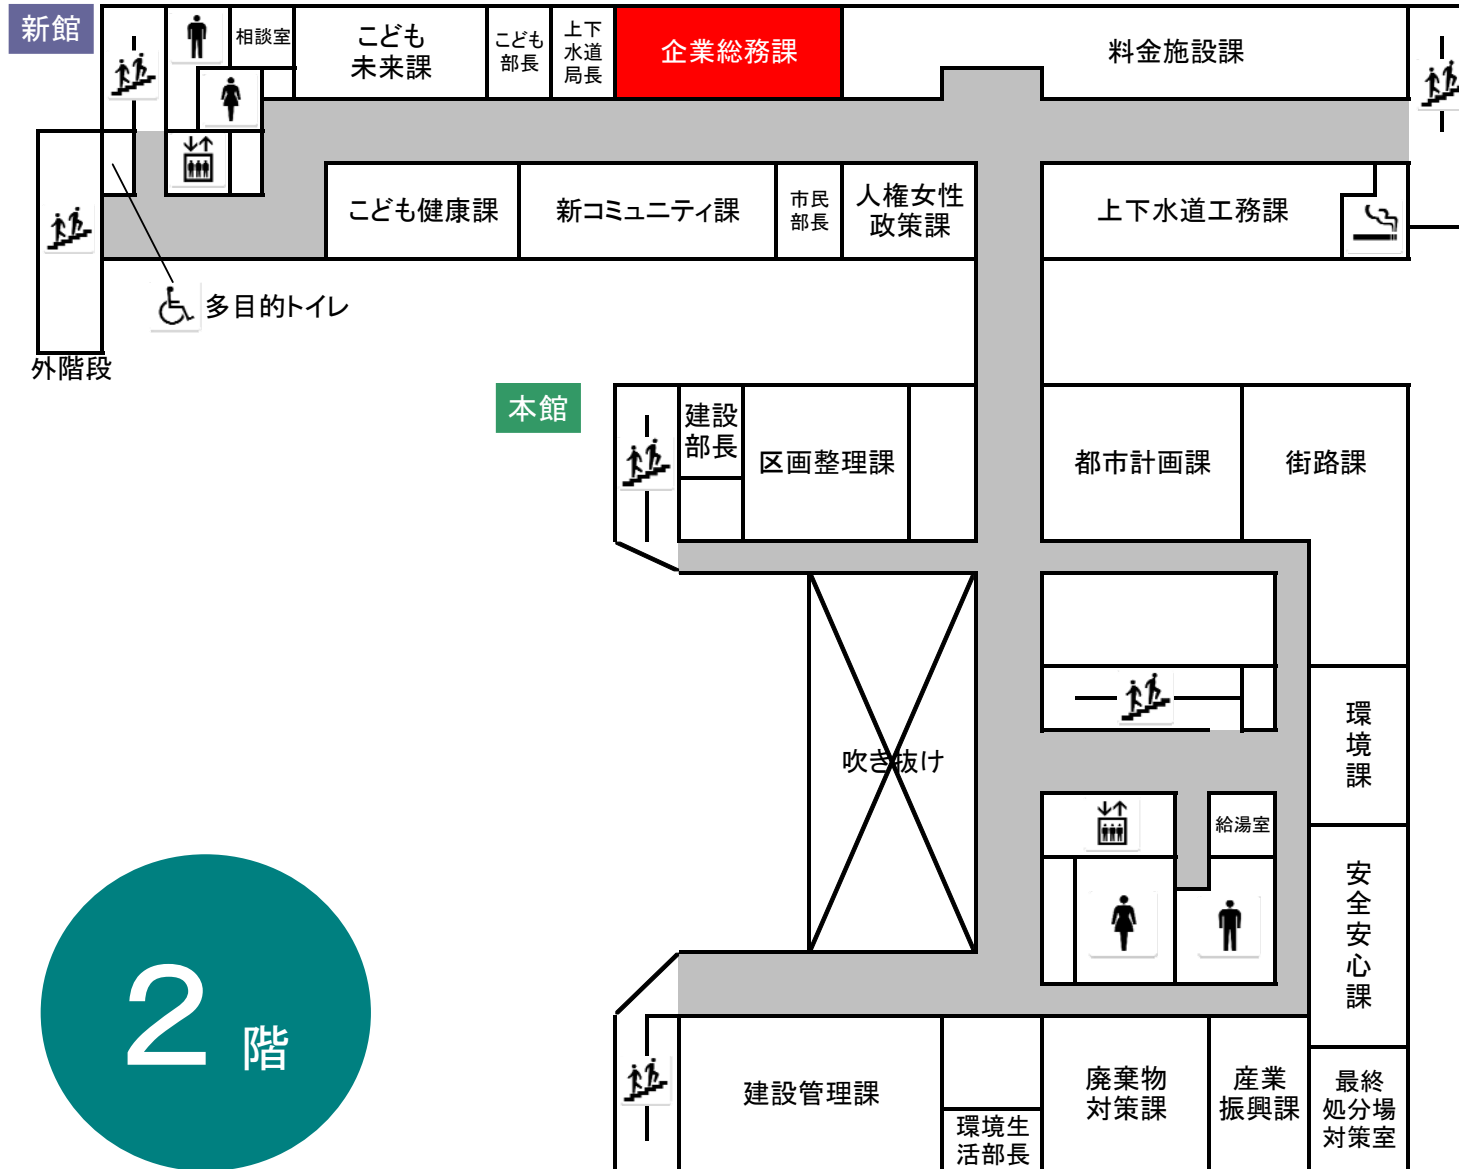 新館
相談室
こども
未来課
こども
部長
上下
水道
局長
企業総務課
料金施設課
こども健康課
新コミュニティ課
市民
部長
人権女性
政策課
上下水道工務課
多目的トイレ
外階段
本館
建設
部長
区画整理課
都市計画課
街路課
環
境
課
吹き抜け
給湯室
安
全
安
心
課
2 階
建設管理課
環境生
活部長
廃棄物
対策課
産業
振興課
最終
処分場
対策室